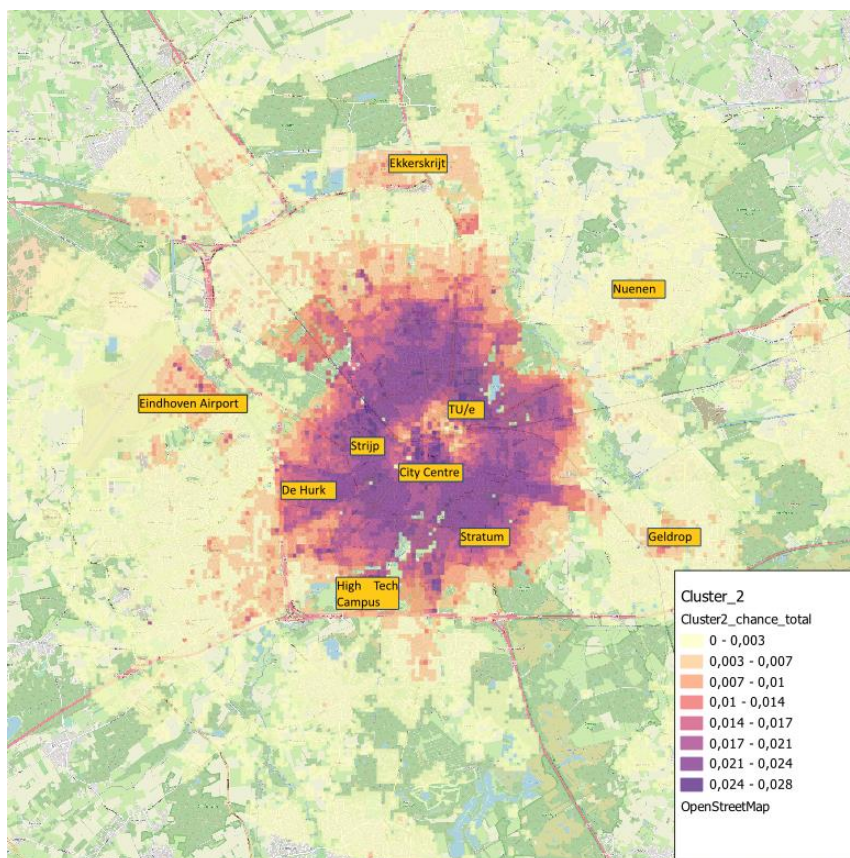 Ekkerskrijt
Nuenen
Eindhoven Airport
TU/e
Strijp
City Centre
De Hurk
Stratum
Geldrop
High Tech
Campus
Cluster_2
Cluster2_chance_total
0 - 0,003
0,003 - 0,007
0,007 - 0,01
0,01 - 0,014
0,014 - 0,017
0,017 - 0,021
0,021 - 0,024
0,024 - 0,028
OpenStreetMap